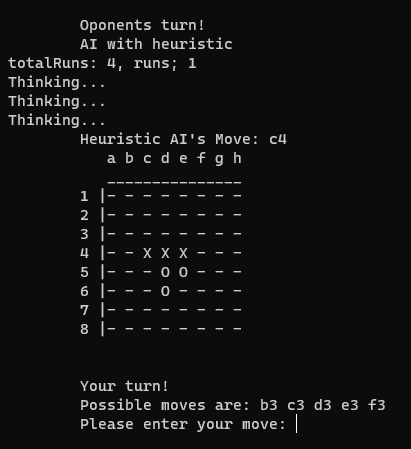 Oponents turn!
AI with heuristic
totalRuns: 4, runs; 1
Thinking...
Thinking...
Thinking...
Heuristic AI's Move: c4
a b c d e f g h
_______________
1 |- - - - - - - -
2 |- - - - - - - -
3 |- - - - - - - -
4 |- - X X X - - -
5 |- - - O O - - -
6 |- - - O - - - -
7 |- - - - - - - -
8 |- - - - - - - -
Your turn!
Possible moves are: b3 c3 d3 e3 f3
Please enter your move: